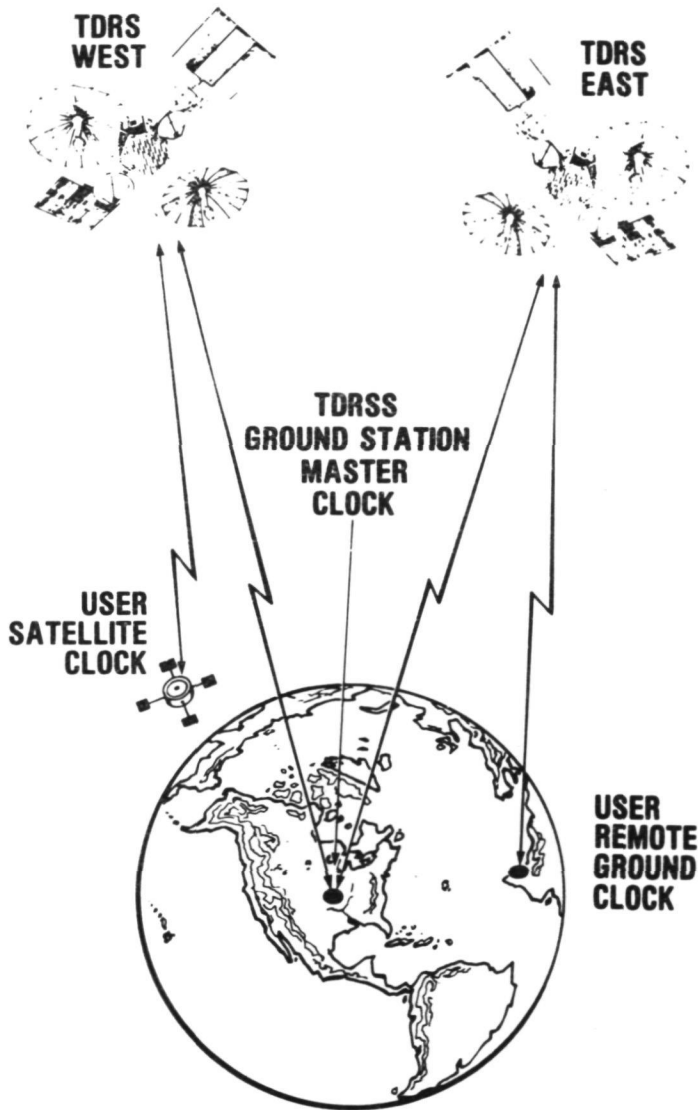 TDRS
WEST
TDRS
EAST
TDRSS
GROUND STATION
MASTER
CLOCK
USER
SATELLITE
CLOCK
USER
REMOTE
GROUND
CLOCK